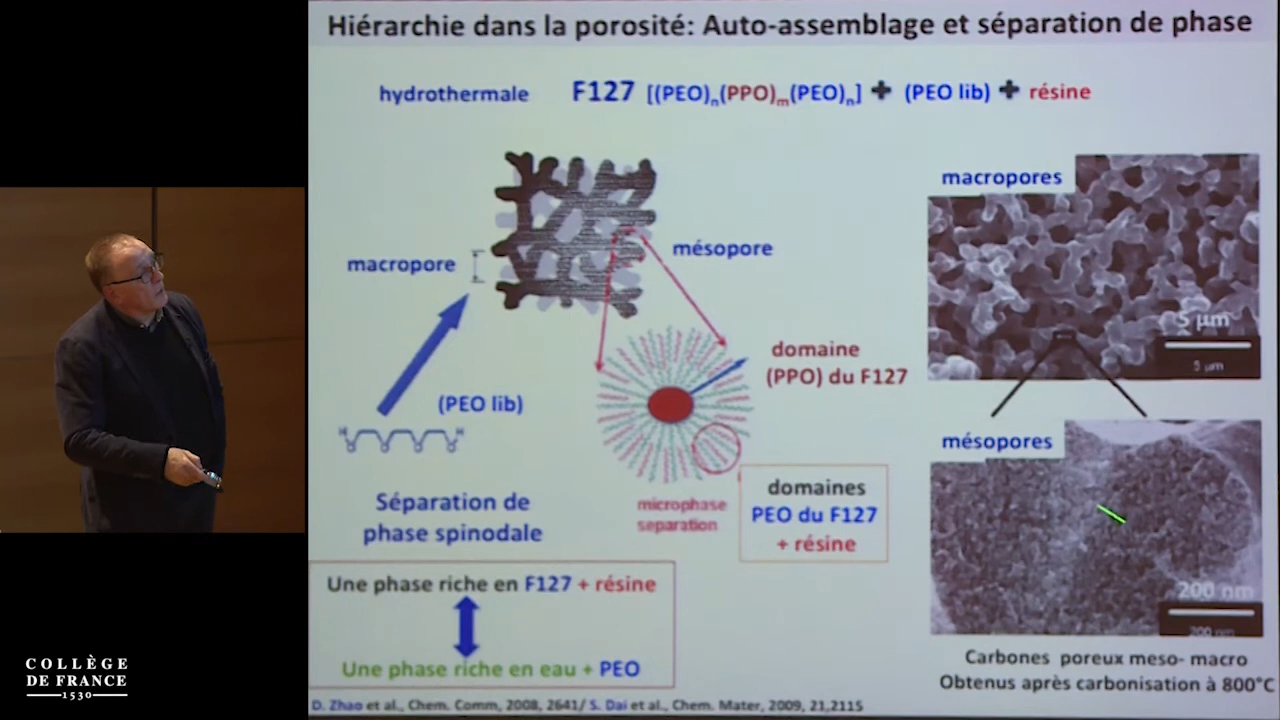 Hiérarchie dans la porosité: Auto-assemblage et séparation de phase
hydrothermale F127 [(PEO)n(PPO)m(PEO)n] + (PEO lib) + résine
macropore
mésopore
(PEO lib)
Séparation de
phase spinodale
domaine
(PPO) du F127
microphase
separation
domaines
PEO du F127
+ résine
Une phase riche en F127 + résine
Une phase riche en eau + PEO
macropores
5 µm
5 µm
mésopores
200 nm
200 nm
Carbones poreux meso- macro
Obtenus après carbonisation à 800°C
D. Zhao et al., Chem. Comm, 2008, 2641/ S. Dai et al., Chem. Mater, 2009, 21,2115
COLLÈGE
DE FRANCE
1530